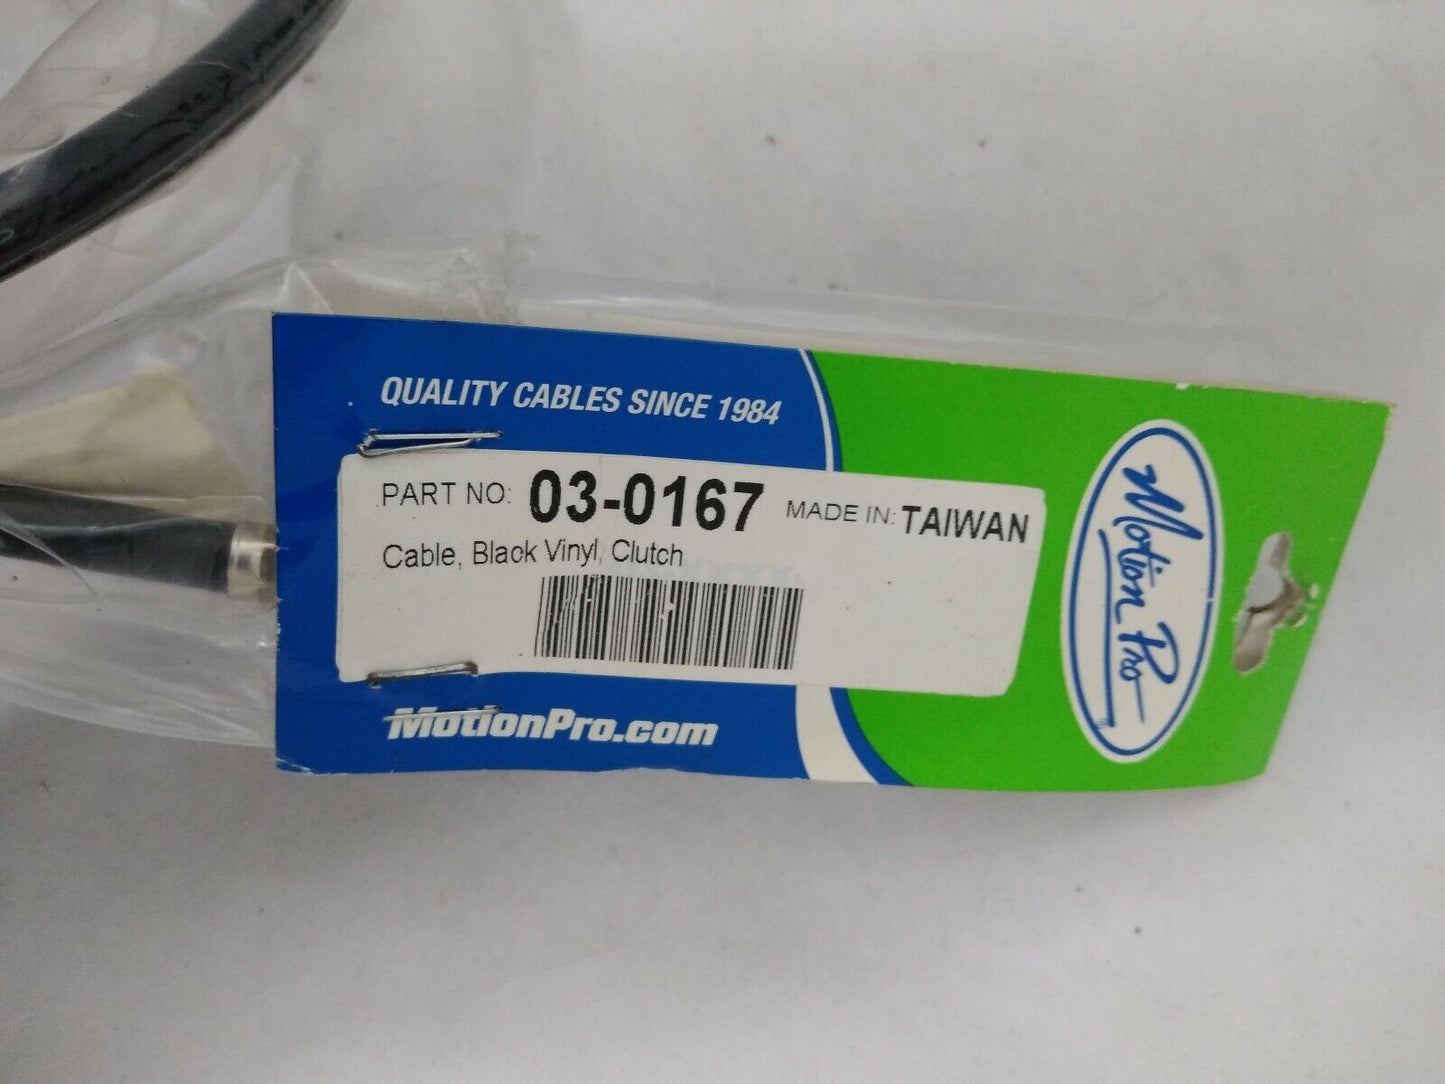 QUALITY CABLES SINCE 1984
PART NO: 03-0167 MADE IN: TAIWAN
Cable, Black Vinyl, Clutch
MotionPro.com
Motion Pro
®